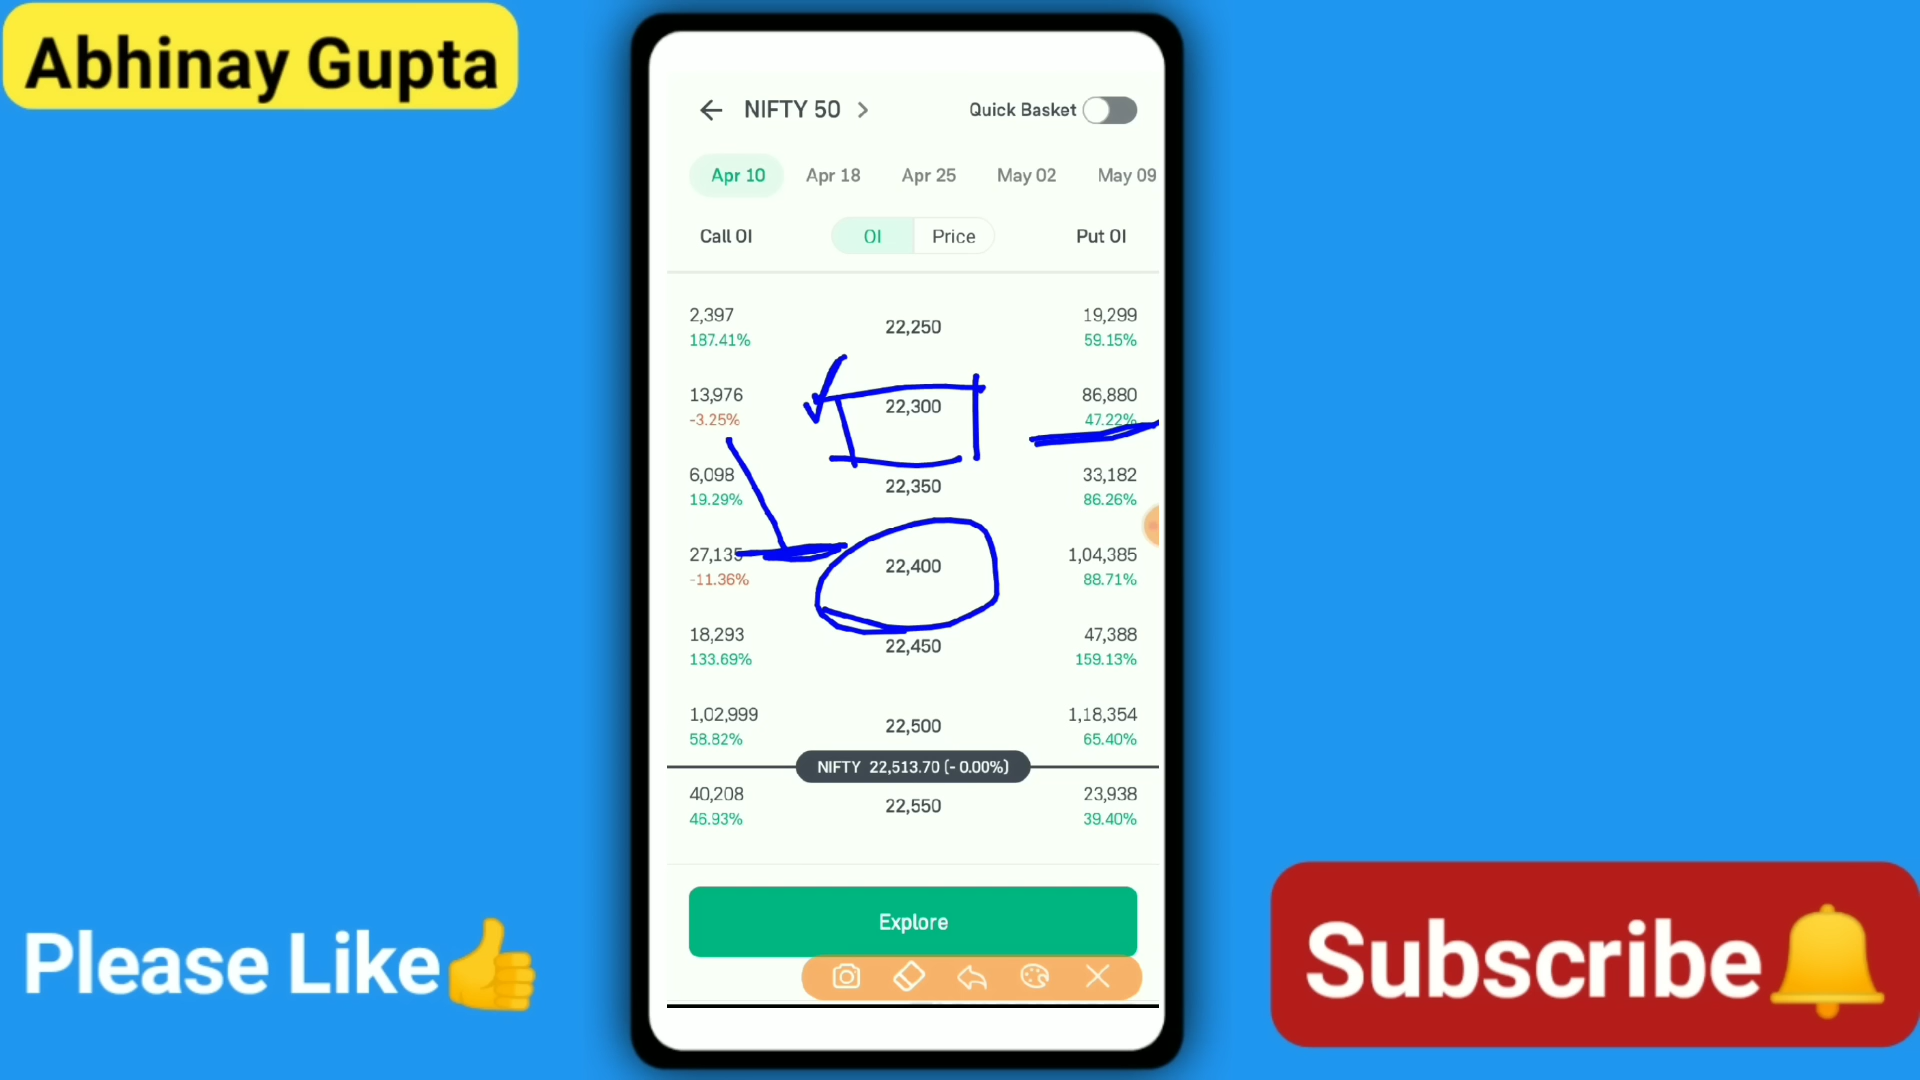 Abhinay Gupta
NIFTY 50 Quick Basket
Apr 10 Apr 18 Apr 25 May 02 May 09
Call OI OI Price Put OI
2,397 22,250 19,299
187.41% 59.15%
13,976 22,300 86,880
-3.25% 47.22%
6,098 22,350 33,182
19.29% 86.26%
27,135 22,400 1,04,385
-11.36% 88.71%
18,293 22,450 47,388
133.69% 159.13%
1,02,999 22,500 1,18,354
58.82% 65.40%
NIFTY 22,513.70 (- 0.00%)
40,208 22,550 23,938
46.93% 39.40%
Explore
Please Like
Subscribe